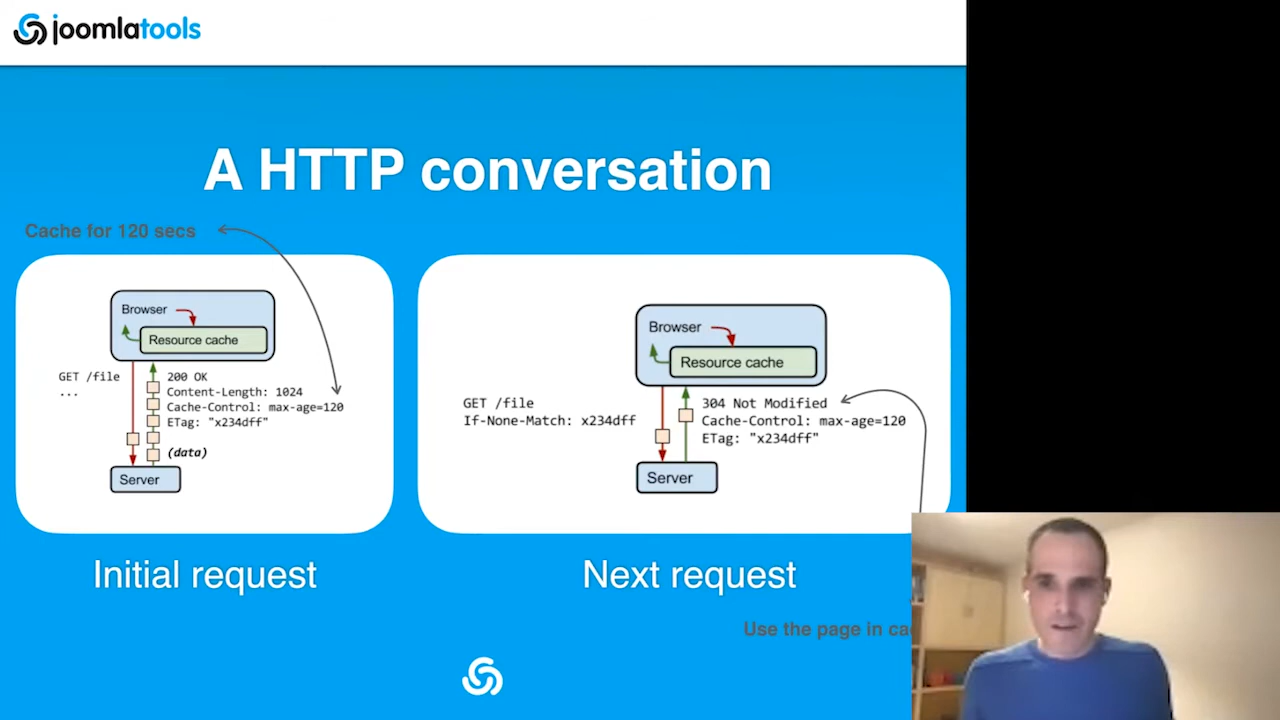 joomlatools
A HTTP conversation
Cache for 120 secs
Browser
Resource cache
GET /file
...
200 OK
Content-Length: 1024
Cache-Control: max-age=120
ETag: "x234dff"
(data)
Server
Initial request
Browser
Resource cache
GET /file
If-None-Match: x234dff
304 Not Modified
Cache-Control: max-age=120
ETag: "x234dff"
Server
Next request
Use the page in